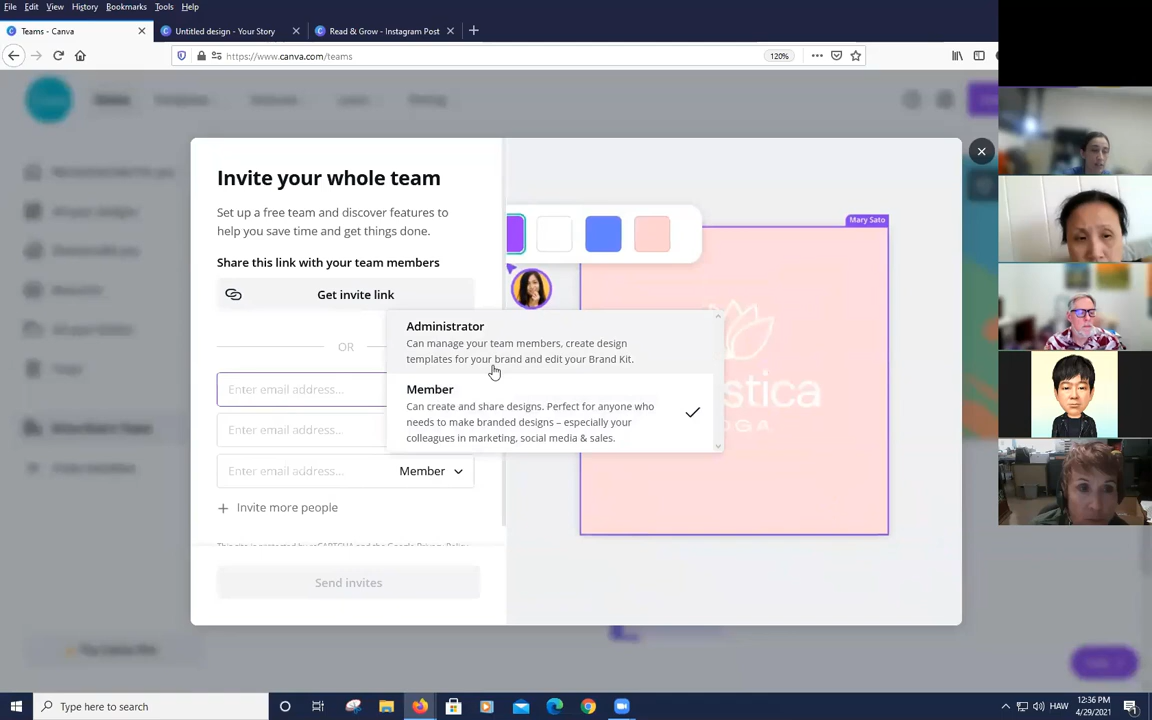 File Edit View History Bookmarks Tools Help
Teams - Canva
Untitled design - Your Story
Read & Grow - Instagram Post
https://www.canva.com/teams
120%
Invite your whole team
Set up a free team and discover features to
help you save time and get things done.
Share this link with your team members
Get invite link
OR
Administrator
Can manage your team members, create design
templates for your brand and edit your Brand Kit.
Member
Can create and share designs. Perfect for anyone who
needs to make branded designs – especially your
colleagues in marketing, social media & sales.
Enter email address...
Enter email address...
Enter email address...
Member
Invite more people
Send invites
Mary Sato
Type here to search
HAW
12:36 PM
4/29/2021
1